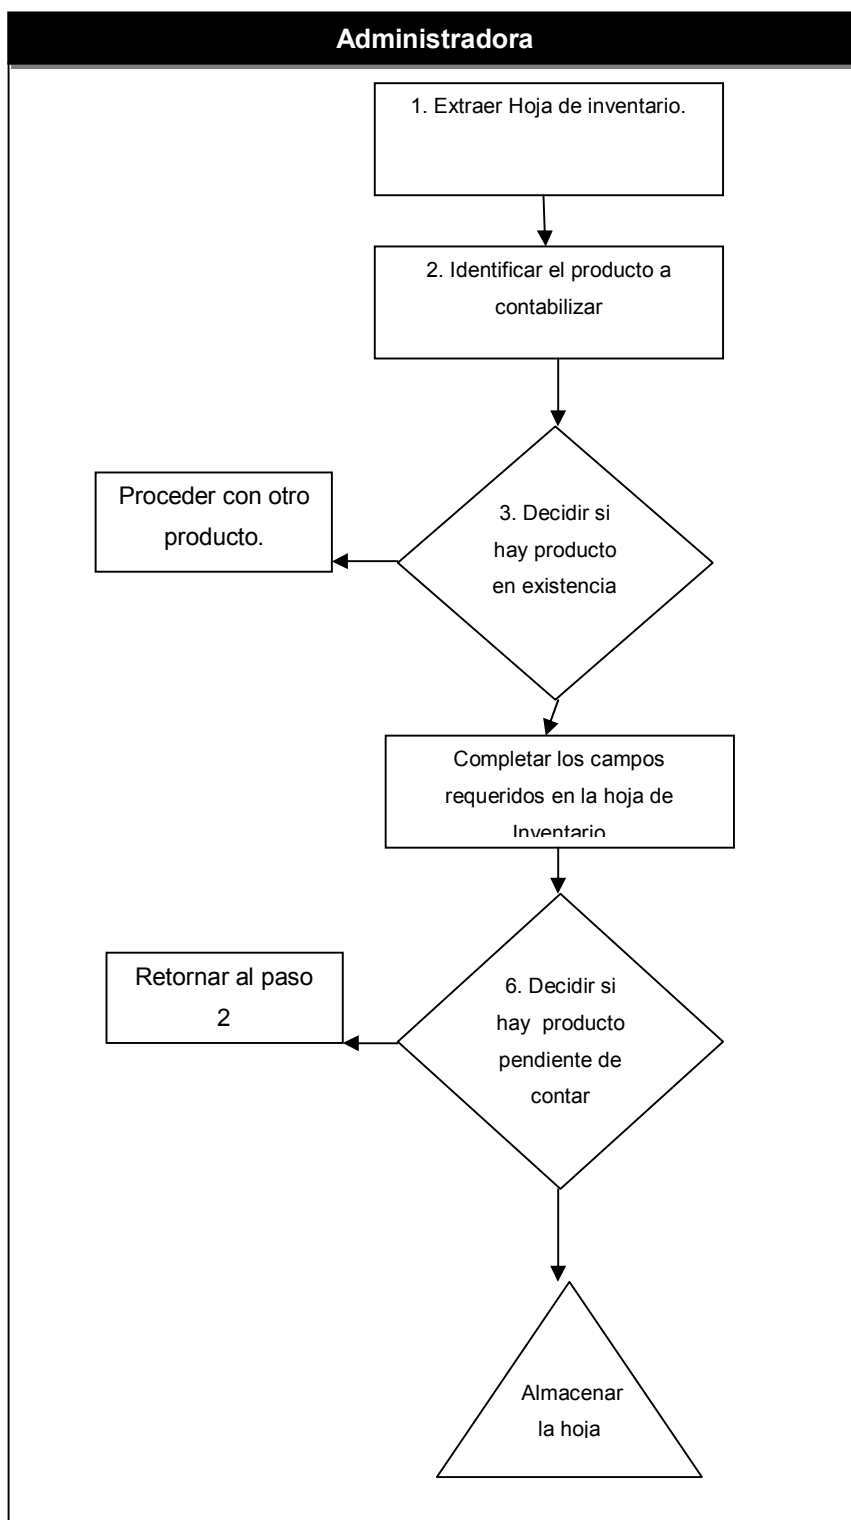 Administradora
1. Extraer Hoja de inventario.
2. Identificar el producto a
contabilizar
3. Decidir si
hay producto
en existencia
Proceder con otro
producto.
Completar los campos
requeridos en la hoja de
Inventario
6. Decidir si
hay producto
pendiente de
contar
Retornar al paso
2
Almacenar
la hoja